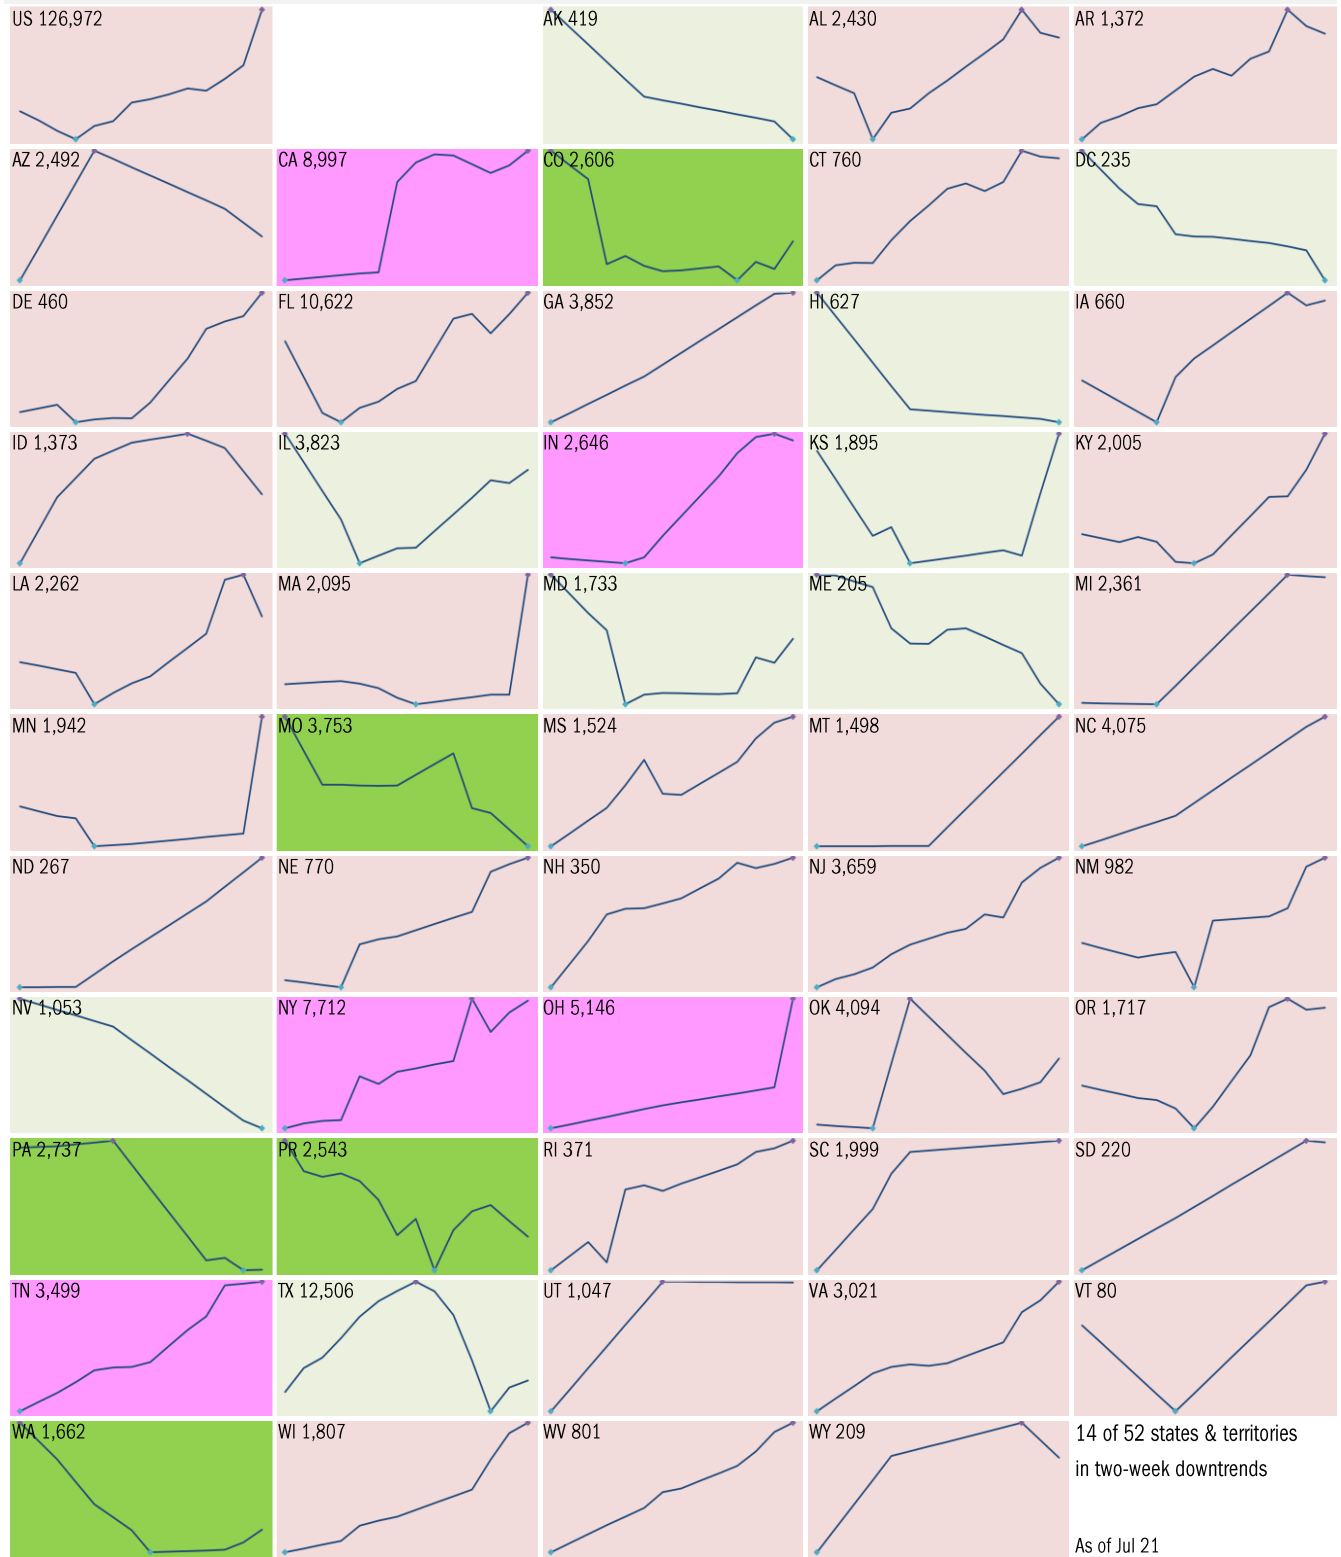 US 126,972
AK 419
AL 2,430
AR 1,372
AZ 2,492
CA 8,997
CO 2,606
CT 760
DC 235
DE 460
FL 10,622
GA 3,852
HI 627
IA 660
ID 1,373
IL 3,823
IN 2,646
KS 1,895
KY 2,005
LA 2,262
MA 2,095
MD 1,733
ME 205
MI 2,361
MN 1,942
MO 3,753
MS 1,524
MT 1,498
NC 4,075
ND 267
NE 770
NH 350
NJ 3,659
NM 982
NV 1,053
NY 7,712
OH 5,146
OK 4,094
OR 1,717
PA 2,737
PR 2,543
RI 371
SC 1,999
SD 220
TN 3,499
TX 12,506
UT 1,047
VA 3,021
VT 80
WA 1,662
WI 1,807
WV 801
WY 209
14 of 52 states & territories
in two-week downtrends
As of Jul 21